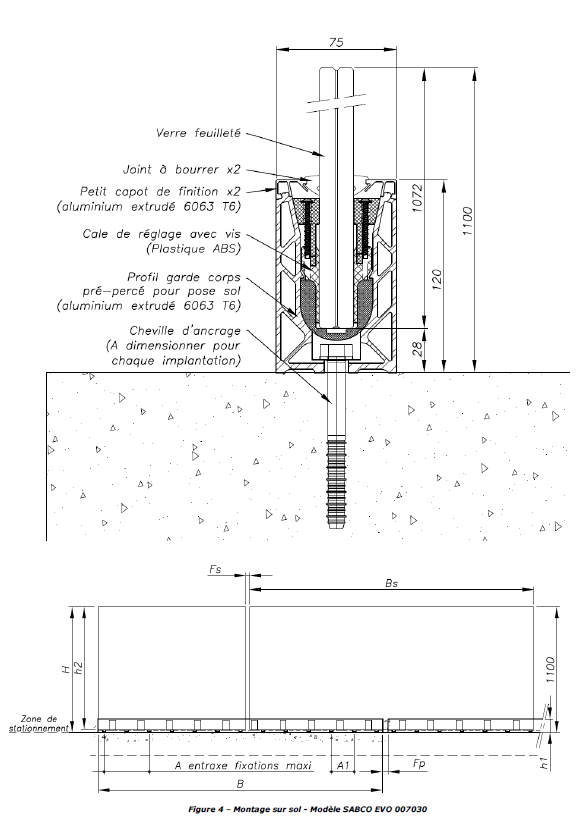 75
Verre feuilleté
Joint à bourrer x2
Petit capot de finition x2
(aluminium extrudé 6063 T6)
Cale de réglage avec vis
(Plastique ABS)
Profil garde corps
pré-percé pour pose sol
(aluminium extrudé 6063 T6)
Cheville d'ancrage
(A dimensionner pour
chaque implantation)
1072
1100
120
28
Fs
Bs
H
h2
1100
Zone de
stationnement
A entraxe fixations maxi
A1
Fp
h1
B
Figure 4 – Montage sur sol - Modèle SABCO EVO 007030